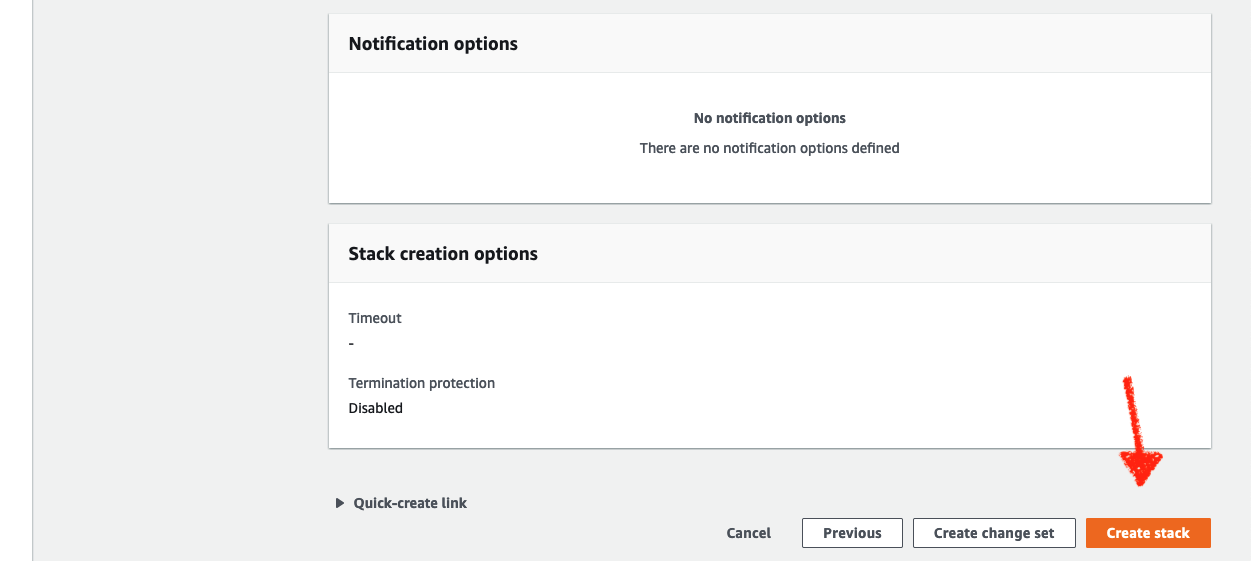 Notification options
No notification options
There are no notification options defined
Stack creation options
Timeout
-
Termination protection
Disabled
Quick-create link
Cancel
Previous
Create change set
Create stack